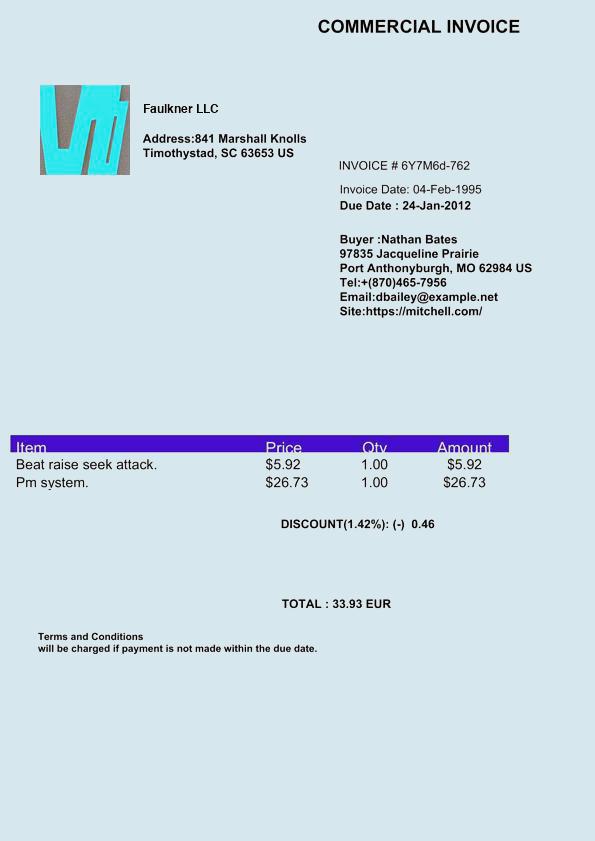 COMMERCIAL INVOICE
Faulkner LLC
Address:841 Marshall Knolls
Timothystad, SC 63653 US
INVOICE # 6Y7M6d-762
Invoice Date: 04-Feb-1995
Due Date : 24-Jan-2012
Buyer :Nathan Bates
97835 Jacqueline Prairie
Port Anthonyburgh, MO 62984 US
Tel:+(870)465-7956
Email:dbailey@example.net
Site:https://mitchell.com/
Item Price Qty Amount
Beat raise seek attack. $5.92 1.00 $5.92
Pm system. $26.73 1.00 $26.73
DISCOUNT(1.42%): (-) 0.46
TOTAL : 33.93 EUR
Terms and Conditions
will be charged if payment is not made within the due date.